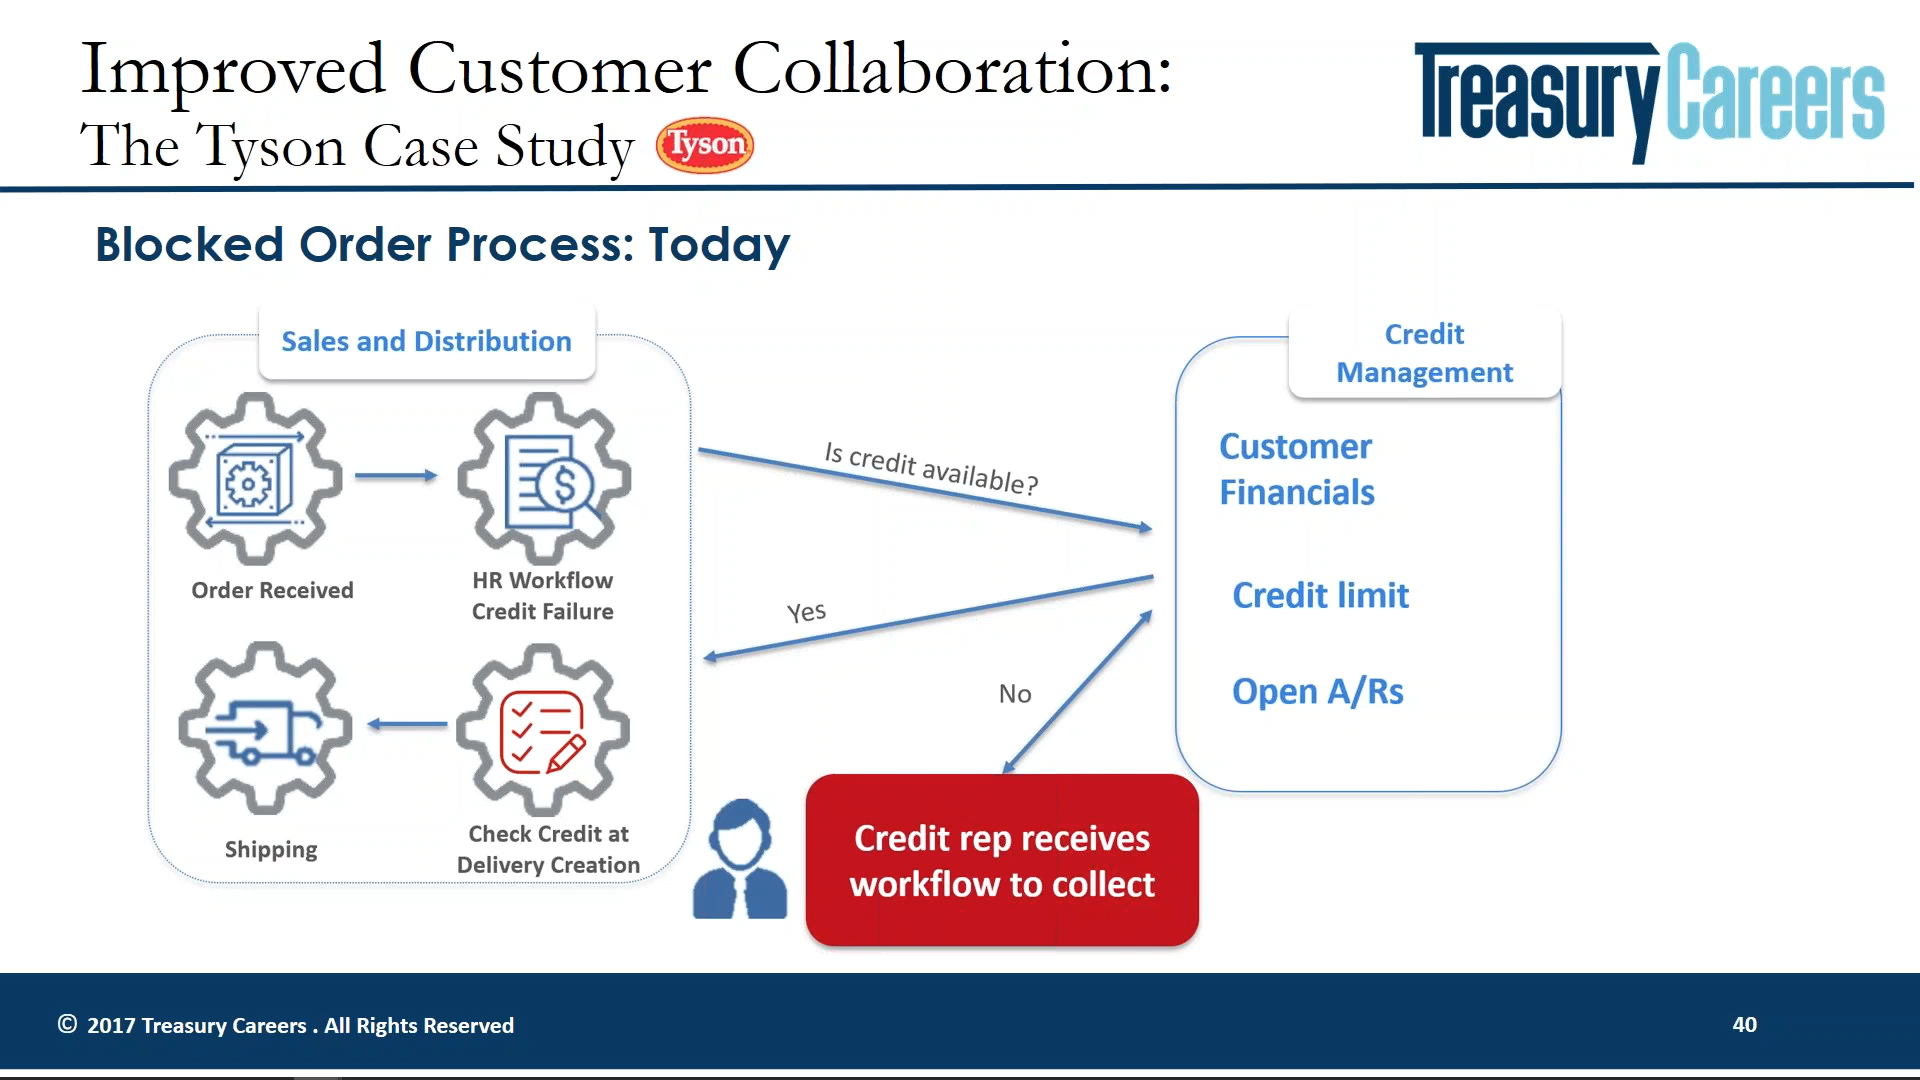 Improved Customer Collaboration:
The Tyson Case Study
Tyson
TreasuryCareers
Blocked Order Process: Today
Sales and Distribution
Order Received
HR Workflow
Credit Failure
Shipping
Check Credit at
Delivery Creation
Is credit available?
Yes
No
Credit
Management
Customer
Financials
Credit limit
Open A/Rs
Credit rep receives
workflow to collect
© 2017 Treasury Careers . All Rights Reserved
40